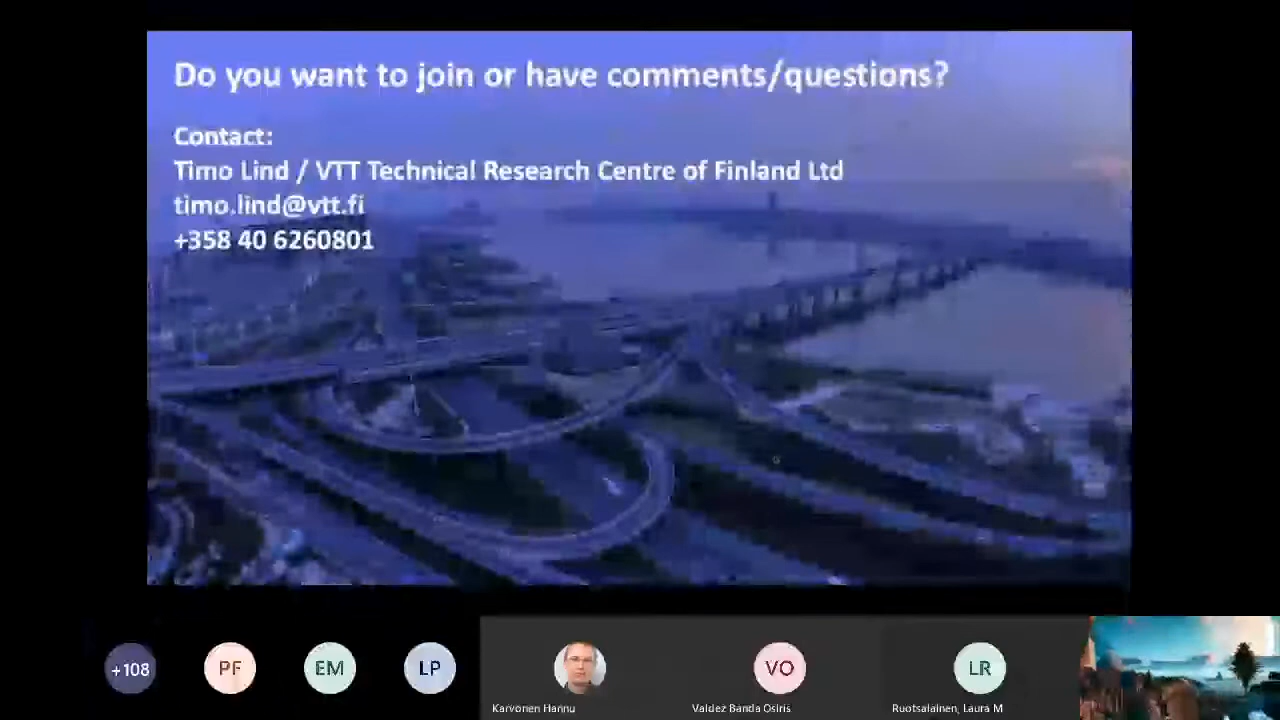 Do you want to join or have comments/questions?
Contact:
Timo Lind / VTT Technical Research Centre of Finland Ltd
timo.lind@vtt.fi
+358 40 6260801
+108
PF
EM
LP
VO
LR
Karvonen Hannu
Valdez Banda Osiris
Ruotsalainen, Laura M